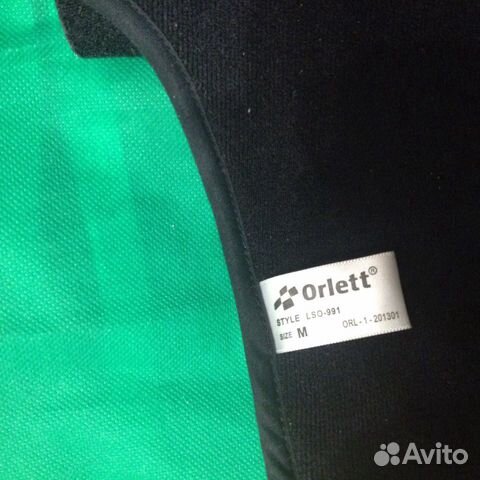 Orlett®
STYLE LSO-991
SIZE M ORL-1-201301
Avito